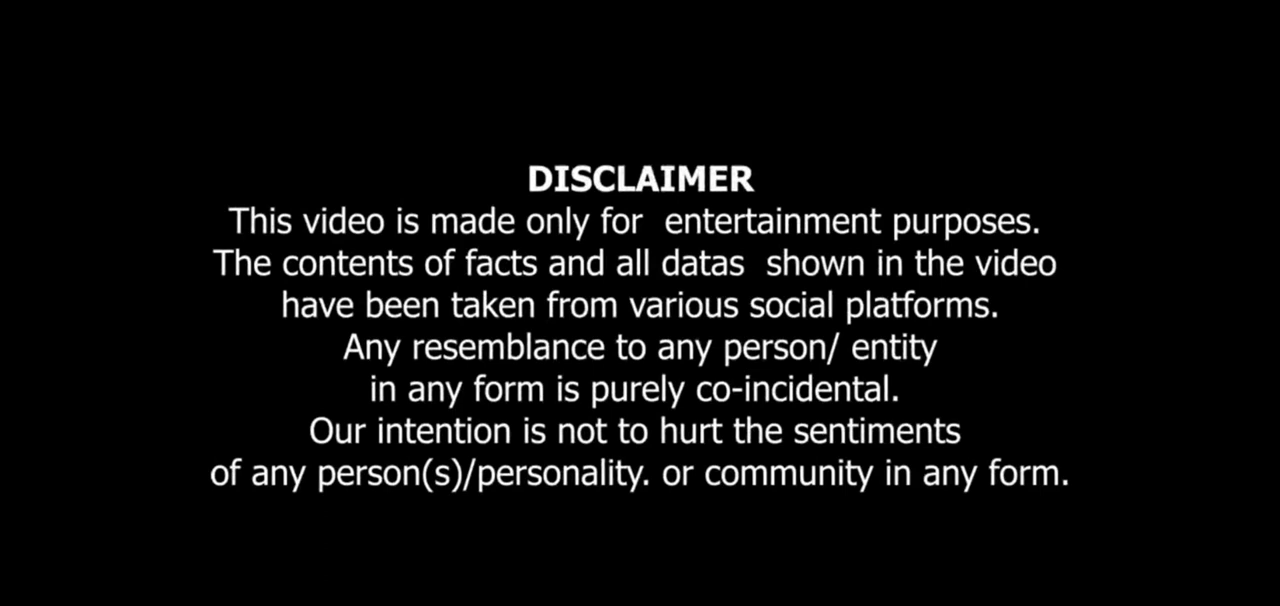 DISCLAIMER
This video is made only for  entertainment purposes.
The contents of facts and all datas  shown in the video
have been taken from various social platforms.
Any resemblance to any person/ entity
in any form is purely co-incidental.
Our intention is not to hurt the sentiments
of any person(s)/personality. or community in any form.